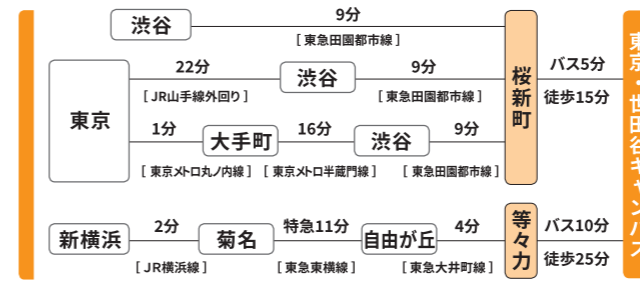 渋谷
9分
[東急田園都市線]
東京
22分
[JR山手線外回り]
渋谷
9分
[東急田園都市線]
1分
[東京メトロ丸ノ内線]
大手町
16分
[東京メトロ半蔵門線]
渋谷
9分
[東急田園都市線]
桜新町
バス5分
徒歩15分
新横浜
2分
[JR横浜線]
菊名
特急11分
[東急東横線]
自由が丘
4分
[東急大井町線]
等々力
バス10分
徒歩25分
東京・世田谷キャンパス